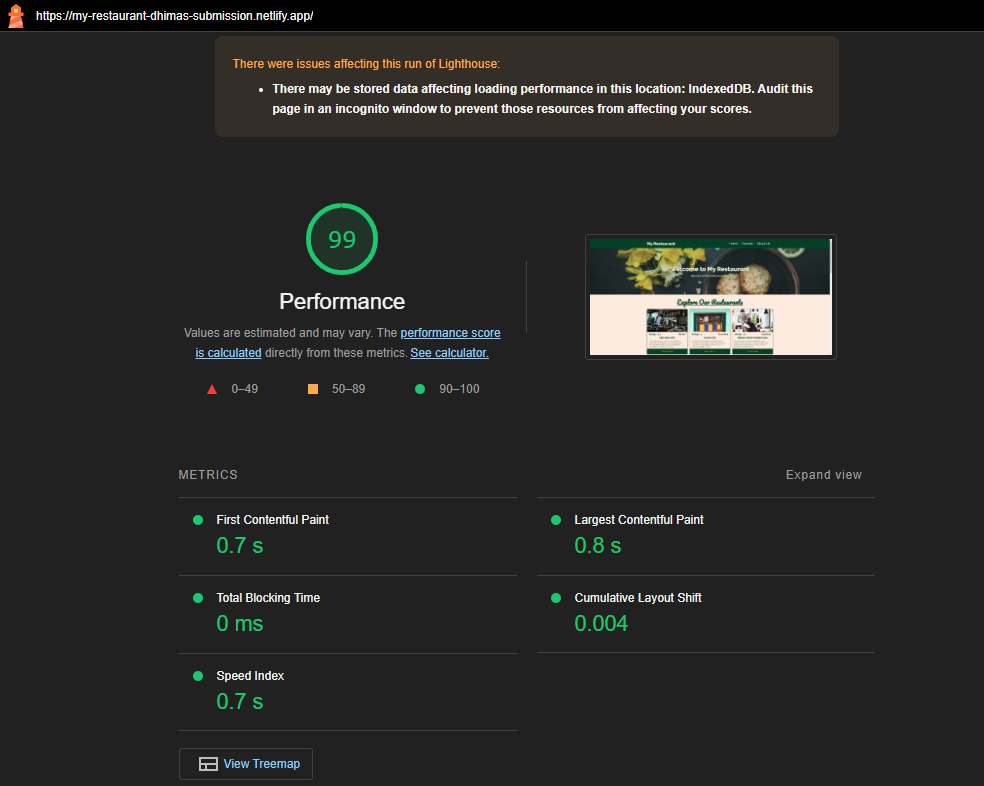 https://my-restaurant-dhimas-submission.netlify.app/
There were issues affecting this run of Lighthouse:
• There may be stored data affecting loading performance in this location: IndexedDB. Audit this
page in an incognito window to prevent those resources from affecting your scores.
99
Performance
Values are estimated and may vary. The performance score
is calculated directly from these metrics. See calculator.
0–49
50–89
90–100
My Restaurant
Welcome to My Restaurant
Explore Our Restaurants
METRICS
Expand view
First Contentful Paint
0.7 s
Largest Contentful Paint
0.8 s
Total Blocking Time
0 ms
Cumulative Layout Shift
0.004
Speed Index
0.7 s
View Treemap